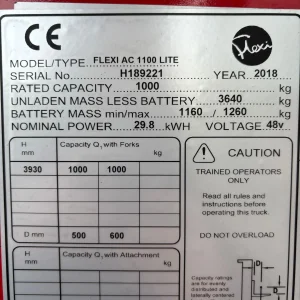 CE
Flexi
MODEL/TYPE FLEXI AC 1100 LITE
SERIAL No H189221 YEAR 2018
RATED CAPACITY 1000 kg
UNLADEN MASS LESS BATTERY 3640 kg
BATTERY MASS min/max 1160 / 1260 kg
NOMINAL POWER 29.8 kWH VOLTAGE 48v
H mm Capacity Q, with Forks kg
3930 1000 1000
D mm 500 600
H mm Capacity Q, with Attachment kg
! CAUTION
TRAINED OPERATORS
ONLY
Read all rules and
instructions before
operating this truck.
DO NOT OVERLOAD
Capacity ratings
are for evenly
distributed and
laterally centered